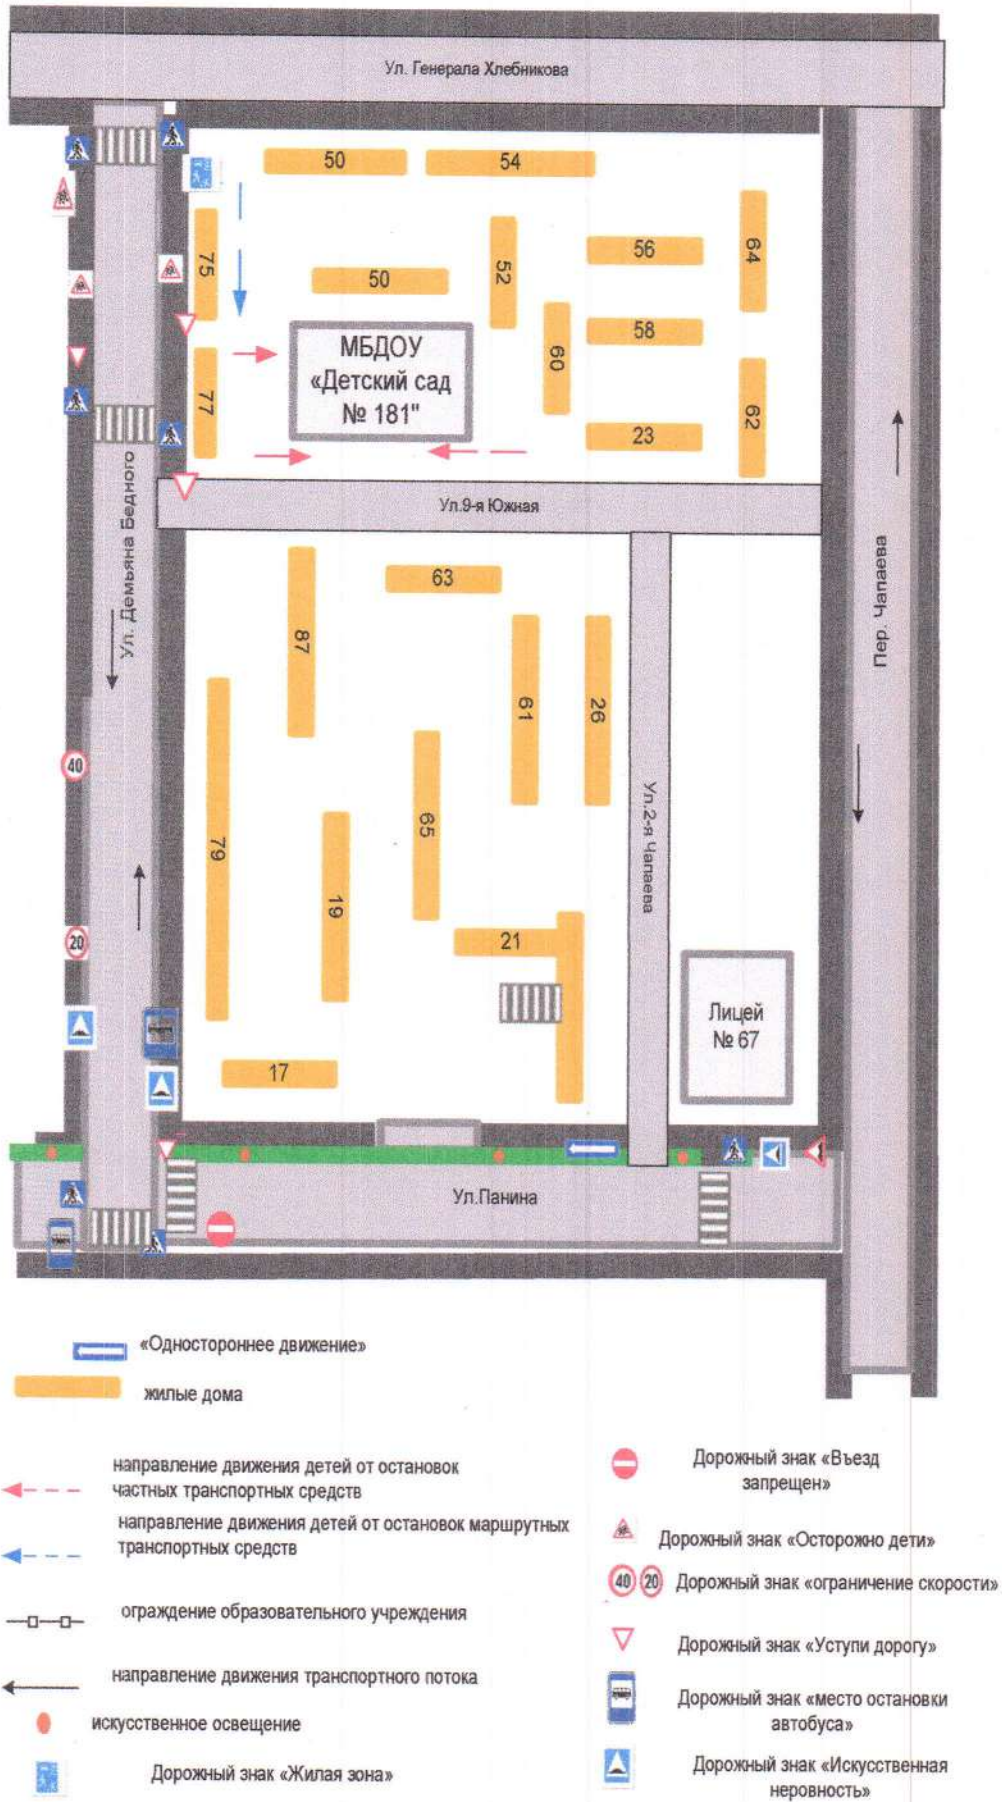 Ул. Генерала Хлебникова
50
54
75
50
52
56
64
58
60
МБДОУ
«Детский сад
№ 181"
77
23
62
Ул.9-я Южная
Ул. Демьяна Бедного
Пер. Чапаева
63
87
61
26
79
65
19
21
17
Ул.2-я Чапаева
40
20
Лицей
№ 67
Ул.Панина
«Одностороннее движение»
жилые дома
направление движения детей от остановок
частных транспортных средств
направление движения детей от остановок маршрутных
транспортных средств
ограждение образовательного учреждения
направление движения транспортного потока
искусственное освещение
Дорожный знак «Жилая зона»
Дорожный знак «Въезд
запрещен»
Дорожный знак «Осторожно дети»
40 20 Дорожный знак «ограничение скорости»
Дорожный знак «Уступи дорогу»
Дорожный знак «место остановки
автобуса»
Дорожный знак «Искусственная
неровность»